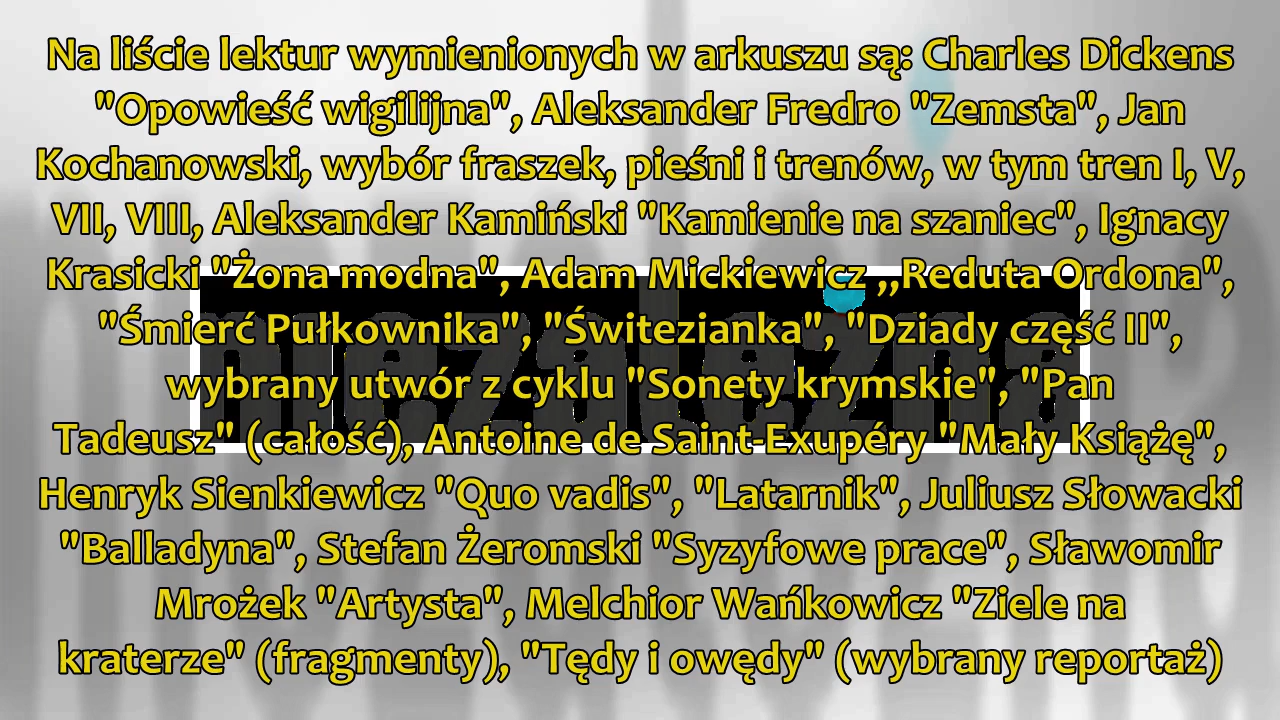 Na liście lektur wymienionych w arkuszu są: Charles Dickens
"Opowieść wigilijna", Aleksander Fredro "Zemsta", Jan
Kochanowski, wybór fraszek, pieśni i trenów, w tym tren I, V,
VII, VIII, Aleksander Kamiński "Kamienie na szaniec", Ignacy
Krasicki "Żona modna", Adam Mickiewicz „Reduta Ordona",
"Śmierć Pułkownika", "Świtezianka", "Dziady część II",
wybrany utwór z cyklu "Sonety krymskie", "Pan
Tadeusz" (całość), Antoine de Saint-Exupéry "Mały Książę",
Henryk Sienkiewicz "Quo vadis", "Latarnik", Juliusz Słowacki
"Balladyna", Stefan Żeromski "Syzyfowe prace", Sławomir
Mrożek "Artysta", Melchior Wańkowicz "Ziele na
kraterze" (fragmenty), "Tędy i owędy" (wybrany reportaż)
niezależna